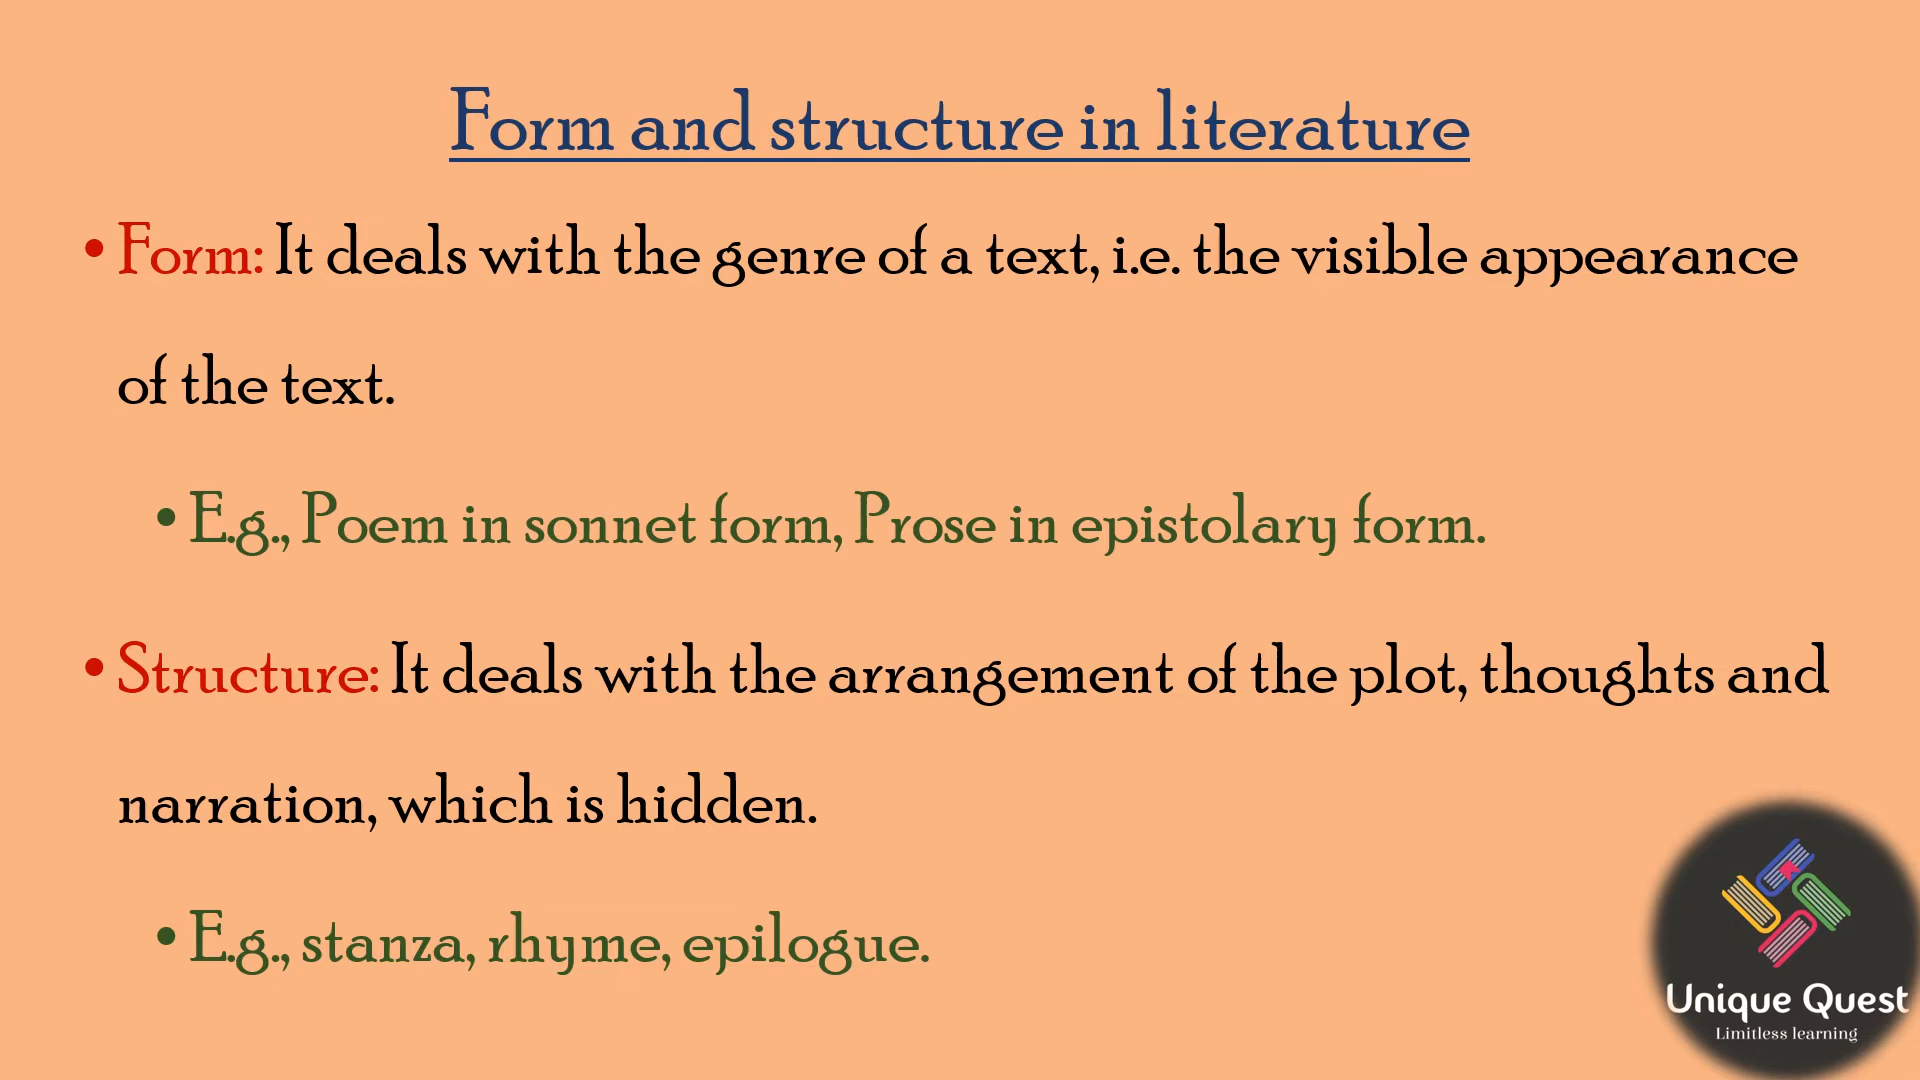 Form and structure in literature
• Form: It deals with the genre of a text, i.e. the visible appearance
of the text.
• E.g., Poem in sonnet form, Prose in epistolary form.
• Structure: It deals with the arrangement of the plot, thoughts and
narration, which is hidden.
• E.g., stanza, rhyme, epilogue.
Unique Quest
Limitless learning